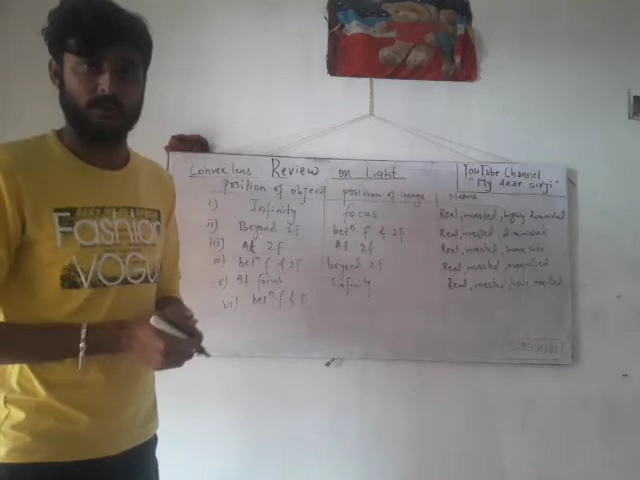 Convex lens Review on Light
YouTube Channel
"My dear sirji"
position of object position of image Nature
i) Infinity focus Real, inverted, highly diminished
ii) Beyond 2f betⁿ f & 2f Real, inverted, diminished
iii) At 2f At 2f Real, inverted, same size
iv) betⁿ f & 2f beyond 2f Real, inverted, magnified
v) At focus Infinity Real, inverted, highly magnified
vi) betⁿ f & O
Fashion
VOGU